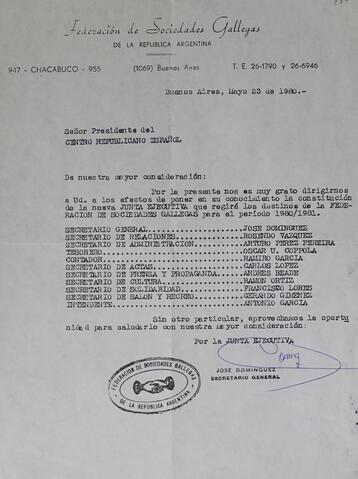 Federación de Sociedades Gallegas
DE LA REPUBLICA ARGENTINA
947 - CHACABUCO - 955 (1069) Buenos Aires T. E. 26-1790 y 26-6946
Buenos Aires, Mayo 23 de 1980.-
Señor Presidente del
CENTRO REPUBLICANO ESPAÑOL
De nuestra mayor consideración:
Por la presente nos es muy grato dirigirnos
a Ud. a los efectos de poner en su conocimiento la constitución
de la nueva JUNTA EJECUTIVA que regirá los destinos de la FEDE-
RACION DE SOCIEDADES GALLEGAS para el período 1980/1981.
SECRETARIO GENERAL JOSE DOMINGUEZ
SECRETARIO DE RELACIONES ROSENDO VAZQUEZ
SECRETARIO DE ADMINISTRACION ARTURO PEREZ PEREIRA
TESORERO OSCAR U. COPPOLA
CONTADOR RAMIRO GARCIA
SECRETARIO DE ACTAS CARLOS LOPEZ
SECRETARIO DE PRENSA Y PROPAGANDA ANDRES BEADE
SECRETARIO DE CULTURA RAMON ORTIZ
SECRETARIO DE SOLIDARIDAD FRANCISTO LORES
SECRETARIO DE SALON Y RECREO GERARDO GIMENEZ
INTENDENTE ANTONIO GARCIA
Sin otro particular, aprovechamos la oportu
nidad para saludarlo con nuestra mayor consideración:
Por la JUNTA EJECUTIVA
JOSE DOMINGUEZ
SECRETARIO GENERAL
FEDERACION DE SOCIEDADES GALLEGAS
DE LA REPUBLICA ARGENTINA